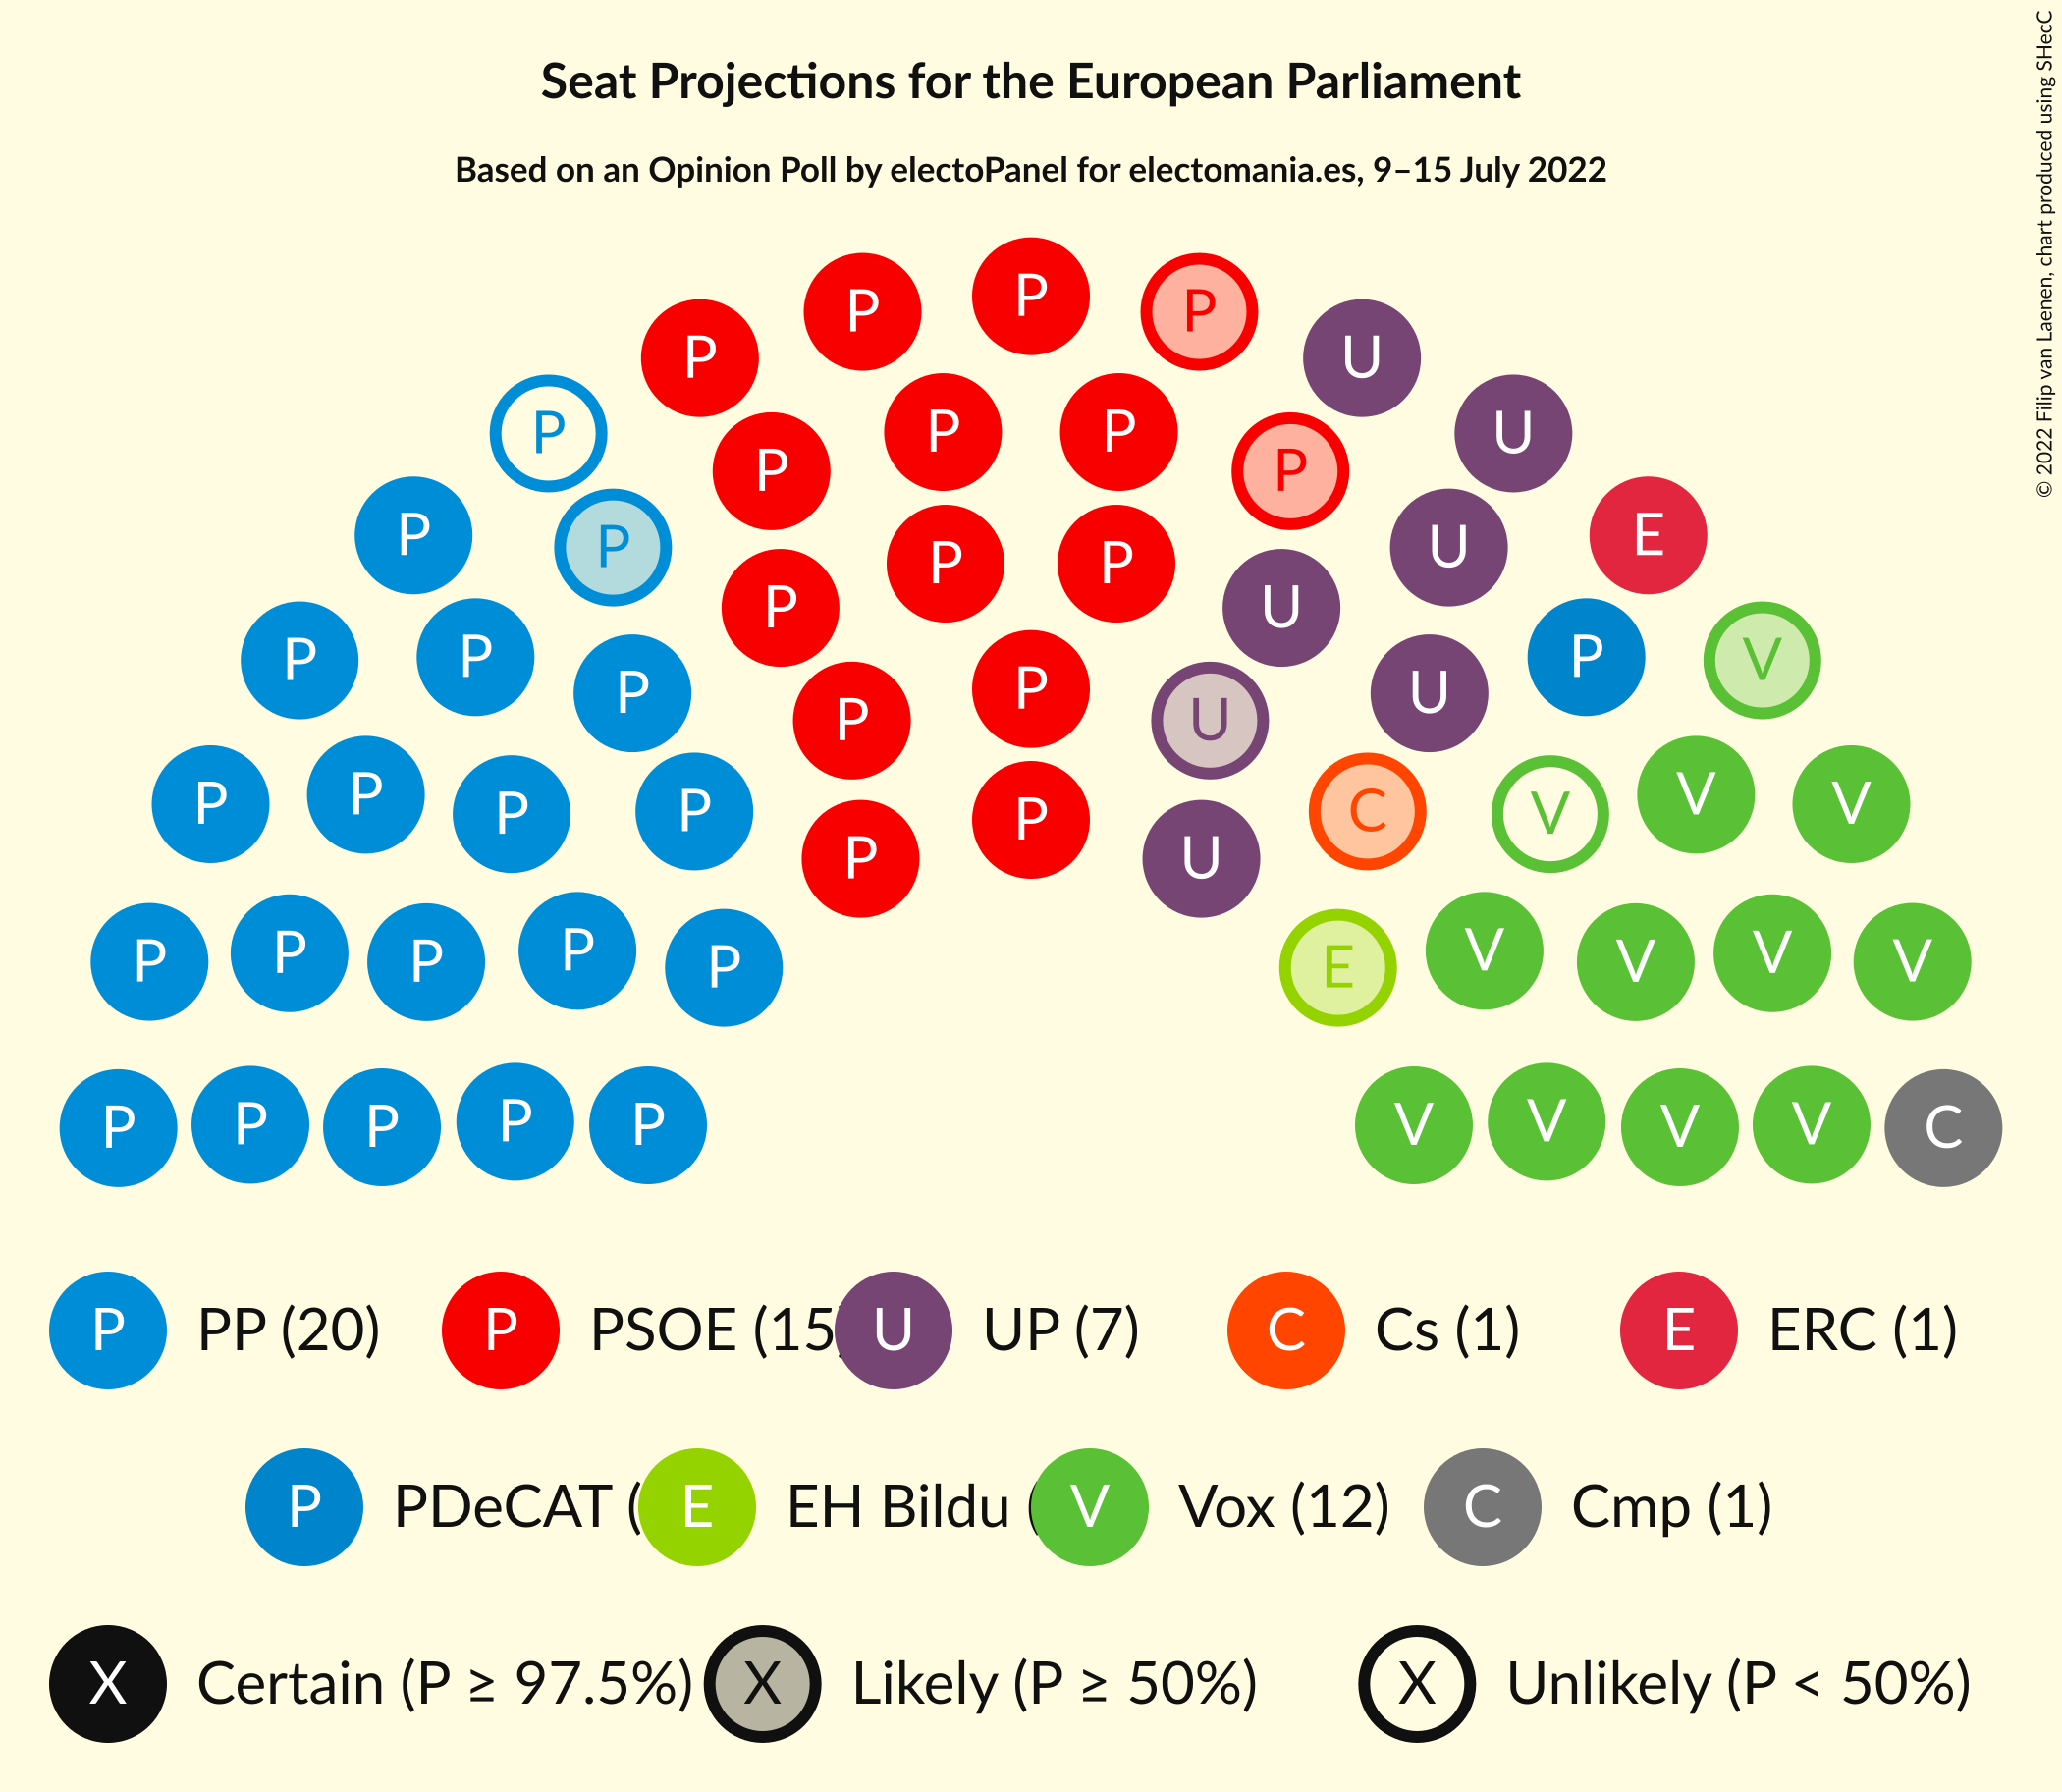 Seat Projections for the European Parliament
Based on an Opinion Poll by electoPanel for electomania.es, 9–15 July 2022
© 2022 Filip van Laenen, chart produced using SHecC
P
P P
P P
U
P P P
P U
P P
U
P E
P P
U U
P P
P P P
P U
P P
V
P P P P
C V V V
P P
U
P P P P P
E V V V V V
P P P P P
V V V V C
P PP (20) P PSOE (15 U UP (7) C Cs (1) E ERC (1)
P PDeCAT ( E EH Bildu ( V Vox (12) C Cmp (1)
X Certain (P ≥ 97.5%) X Likely (P ≥ 50%) X Unlikely (P < 50%)